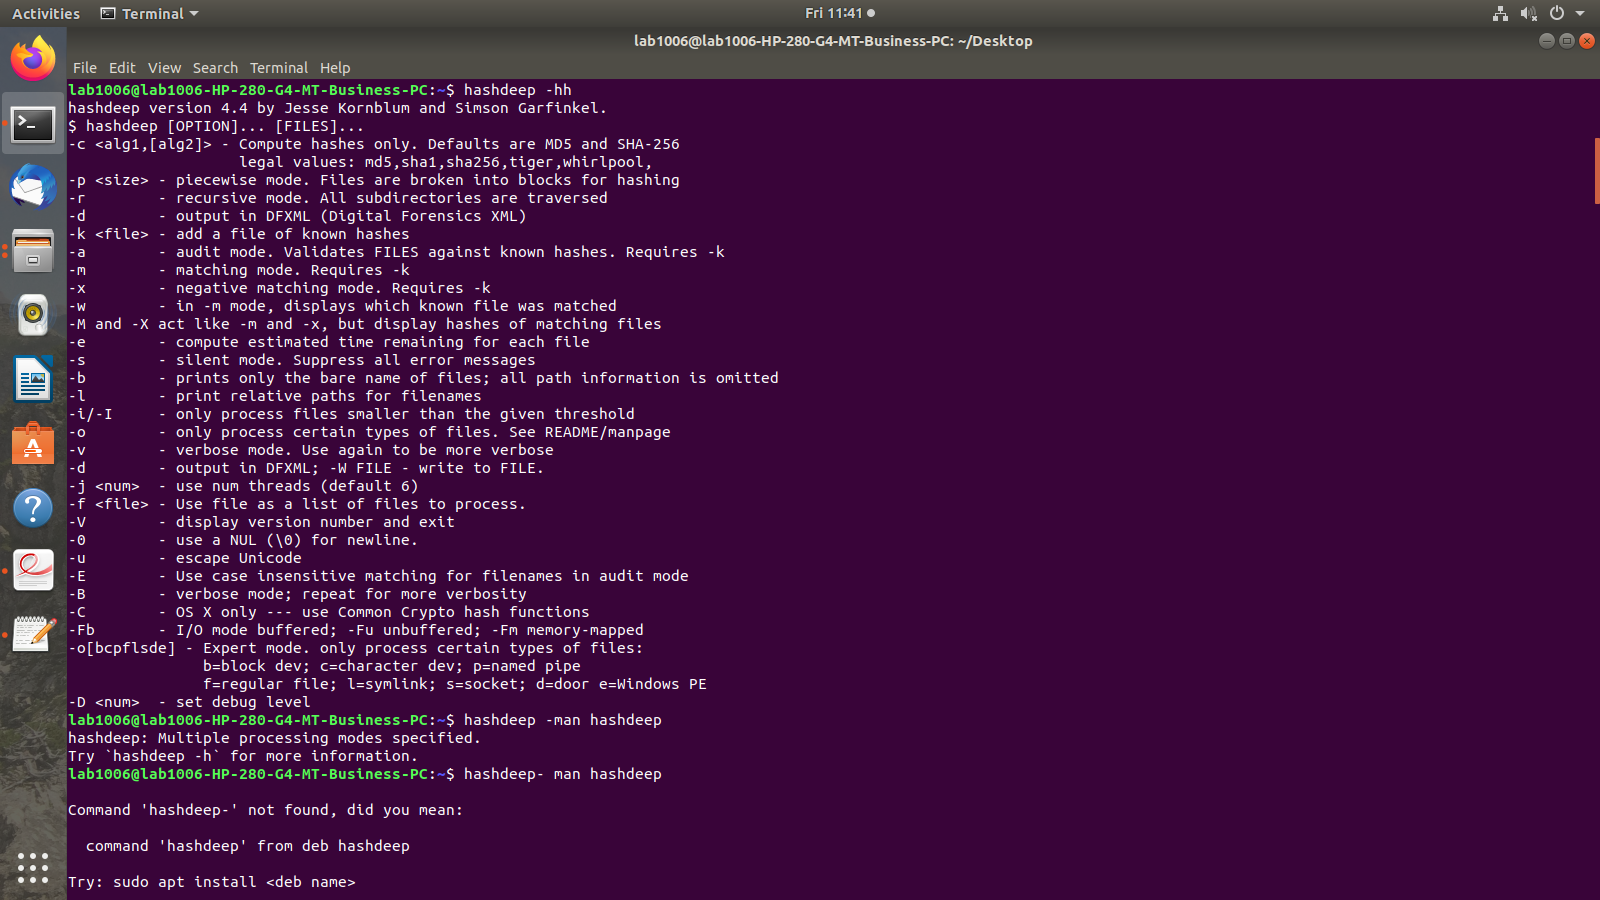 Activities Terminal Fri 11:41
lab1006@lab1006-HP-280-G4-MT-Business-PC: ~/Desktop
File Edit View Search Terminal Help
lab1006@lab1006-HP-280-G4-MT-Business-PC:~$ hashdeep -hh
hashdeep version 4.4 by Jesse Kornblum and Simson Garfinkel.
$ hashdeep [OPTION]... [FILES]...
-c <alg1,[alg2]> - Compute hashes only. Defaults are MD5 and SHA-256
                   legal values: md5,sha1,sha256,tiger,whirlpool,
-p <size> - piecewise mode. Files are broken into blocks for hashing
-r        - recursive mode. All subdirectories are traversed
-d        - output in DFXML (Digital Forensics XML)
-k <file> - add a file of known hashes
-a        - audit mode. Validates FILES against known hashes. Requires -k
-m        - matching mode. Requires -k
-x        - negative matching mode. Requires -k
-w        - in -m mode, displays which known file was matched
-M and -X act like -m and -x, but display hashes of matching files
-e        - compute estimated time remaining for each file
-s        - silent mode. Suppress all error messages
-b        - prints only the bare name of files; all path information is omitted
-l        - print relative paths for filenames
-i/-I     - only process files smaller than the given threshold
-o        - only process certain types of files. See README/manpage
-v        - verbose mode. Use again to be more verbose
-d        - output in DFXML; -W FILE - write to FILE.
-j <num>  - use num threads (default 6)
-f <file> - Use file as a list of files to process.
-V        - display version number and exit
-0        - use a NUL (\0) for newline.
-u        - escape Unicode
-E        - Use case insensitive matching for filenames in audit mode
-B        - verbose mode; repeat for more verbosity
-C        - OS X only --- use Common Crypto hash functions
-Fb       - I/O mode buffered; -Fu unbuffered; -Fm memory-mapped
-o[bcpflsde] - Expert mode. only process certain types of files:
               b=block dev; c=character dev; p=named pipe
               f=regular file; l=symlink; s=socket; d=door e=Windows PE
-D <num>  - set debug level
lab1006@lab1006-HP-280-G4-MT-Business-PC:~$ hashdeep -man hashdeep
hashdeep: Multiple processing modes specified.
Try `hashdeep -h` for more information.
lab1006@lab1006-HP-280-G4-MT-Business-PC:~$ hashdeep- man hashdeep
Command 'hashdeep-' not found, did you mean:
  command 'hashdeep' from deb hashdeep
Try: sudo apt install <deb name>